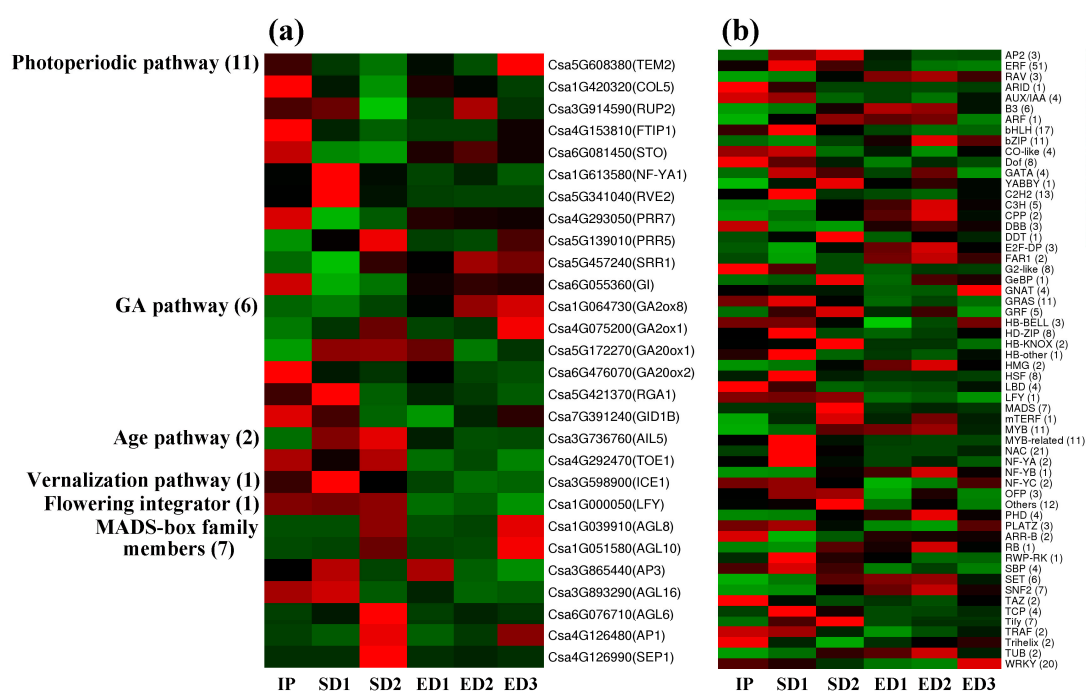 (a)
Photoperiodic pathway (11)
GA pathway (6)
Age pathway (2)
Vernalization pathway (1)
Flowering integrator (1)
MADS-box family
members (7)
Csa5G608380(TEM2)
Csa1G420320(COL5)
Csa3G914590(RUP2)
Csa4G153810(FTIP1)
Csa6G081450(STO)
Csa1G613580(NF-YA1)
Csa5G341040(RVE2)
Csa4G293050(PRR7)
Csa5G139010(PRR5)
Csa5G457240(SRR1)
Csa6G055360(GI)
Csa1G064730(GA2ox8)
Csa4G075200(GA2ox1)
Csa5G172270(GA20ox1)
Csa6G476070(GA20ox2)
Csa5G421370(RGA1)
Csa7G391240(GID1B)
Csa3G736760(AIL5)
Csa4G292470(TOE1)
Csa3G598900(ICE1)
Csa1G000050(LFY)
Csa1G039910(AGL8)
Csa1G051580(AGL10)
Csa3G865440(AP3)
Csa3G893290(AGL16)
Csa6G076710(AGL6)
Csa4G126480(AP1)
Csa4G126990(SEP1)
IP SD1 SD2 ED1 ED2 ED3
(b)
AP2 (3)
ERF (51)
RAV (3)
ARID (1)
AUX/IAA (4)
B3 (6)
ARF (1)
bHLH (17)
bZIP (11)
CO-like (4)
Dof (8)
GATA (4)
YABBY (1)
C2H2 (13)
C3H (5)
CPP (2)
DBB (3)
DDT (1)
E2F-DP (3)
FAR1 (2)
G2-like (8)
GeBP (1)
GNAT (4)
GRAS (11)
GRF (5)
HB-BELL (3)
HD-ZIP (8)
HB-KNOX (2)
HB-other (1)
HMG (2)
HSF (8)
LBD (4)
LFY (1)
MADS (7)
mTERF (1)
MYB (11)
MYB-related (11)
NAC (21)
NF-YA (2)
NF-YB (1)
NF-YC (2)
OFP (3)
Others (12)
PHD (4)
PLATZ (3)
ARR-B (2)
RB (1)
RWP-RK (1)
SBP (4)
SET (6)
SNF2 (7)
TAZ (2)
TCP (4)
Tify (7)
TRAF (2)
Trihelix (2)
TUB (2)
WRKY (20)
IP SD1 SD2 ED1 ED2 ED3